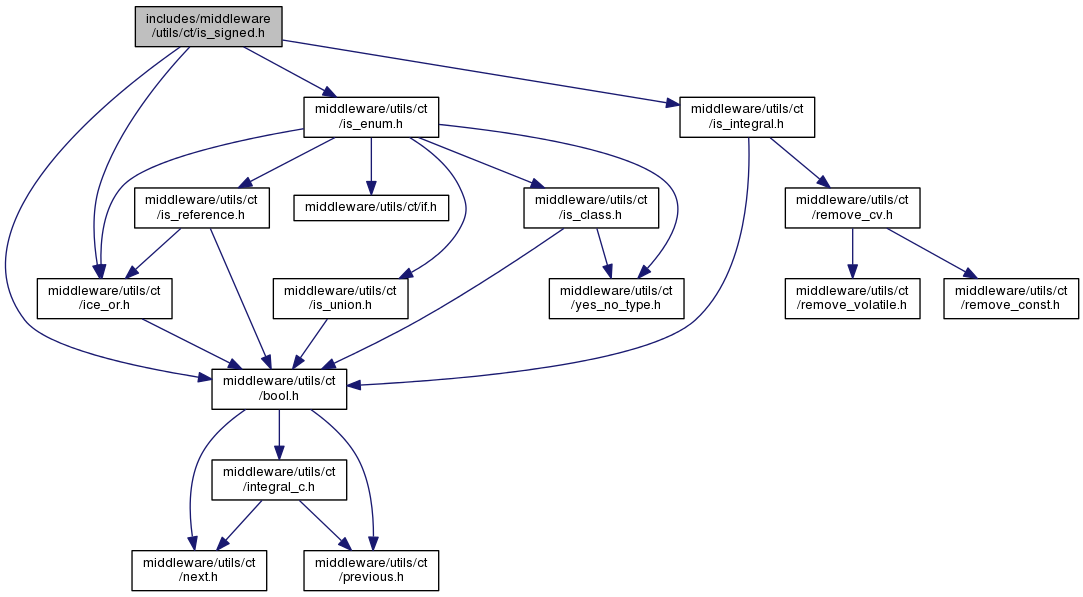 includes/middleware
/utils/ct/is_signed.h
middleware/utils/ct
/is_enum.h
middleware/utils/ct
/is_integral.h
middleware/utils/ct
/is_reference.h
middleware/utils/ct/if.h
middleware/utils/ct
/is_class.h
middleware/utils/ct
/remove_cv.h
middleware/utils/ct
/ice_or.h
middleware/utils/ct
/is_union.h
middleware/utils/ct
/yes_no_type.h
middleware/utils/ct
/remove_volatile.h
middleware/utils/ct
/remove_const.h
middleware/utils/ct
/bool.h
middleware/utils/ct
/integral_c.h
middleware/utils/ct
/next.h
middleware/utils/ct
/previous.h